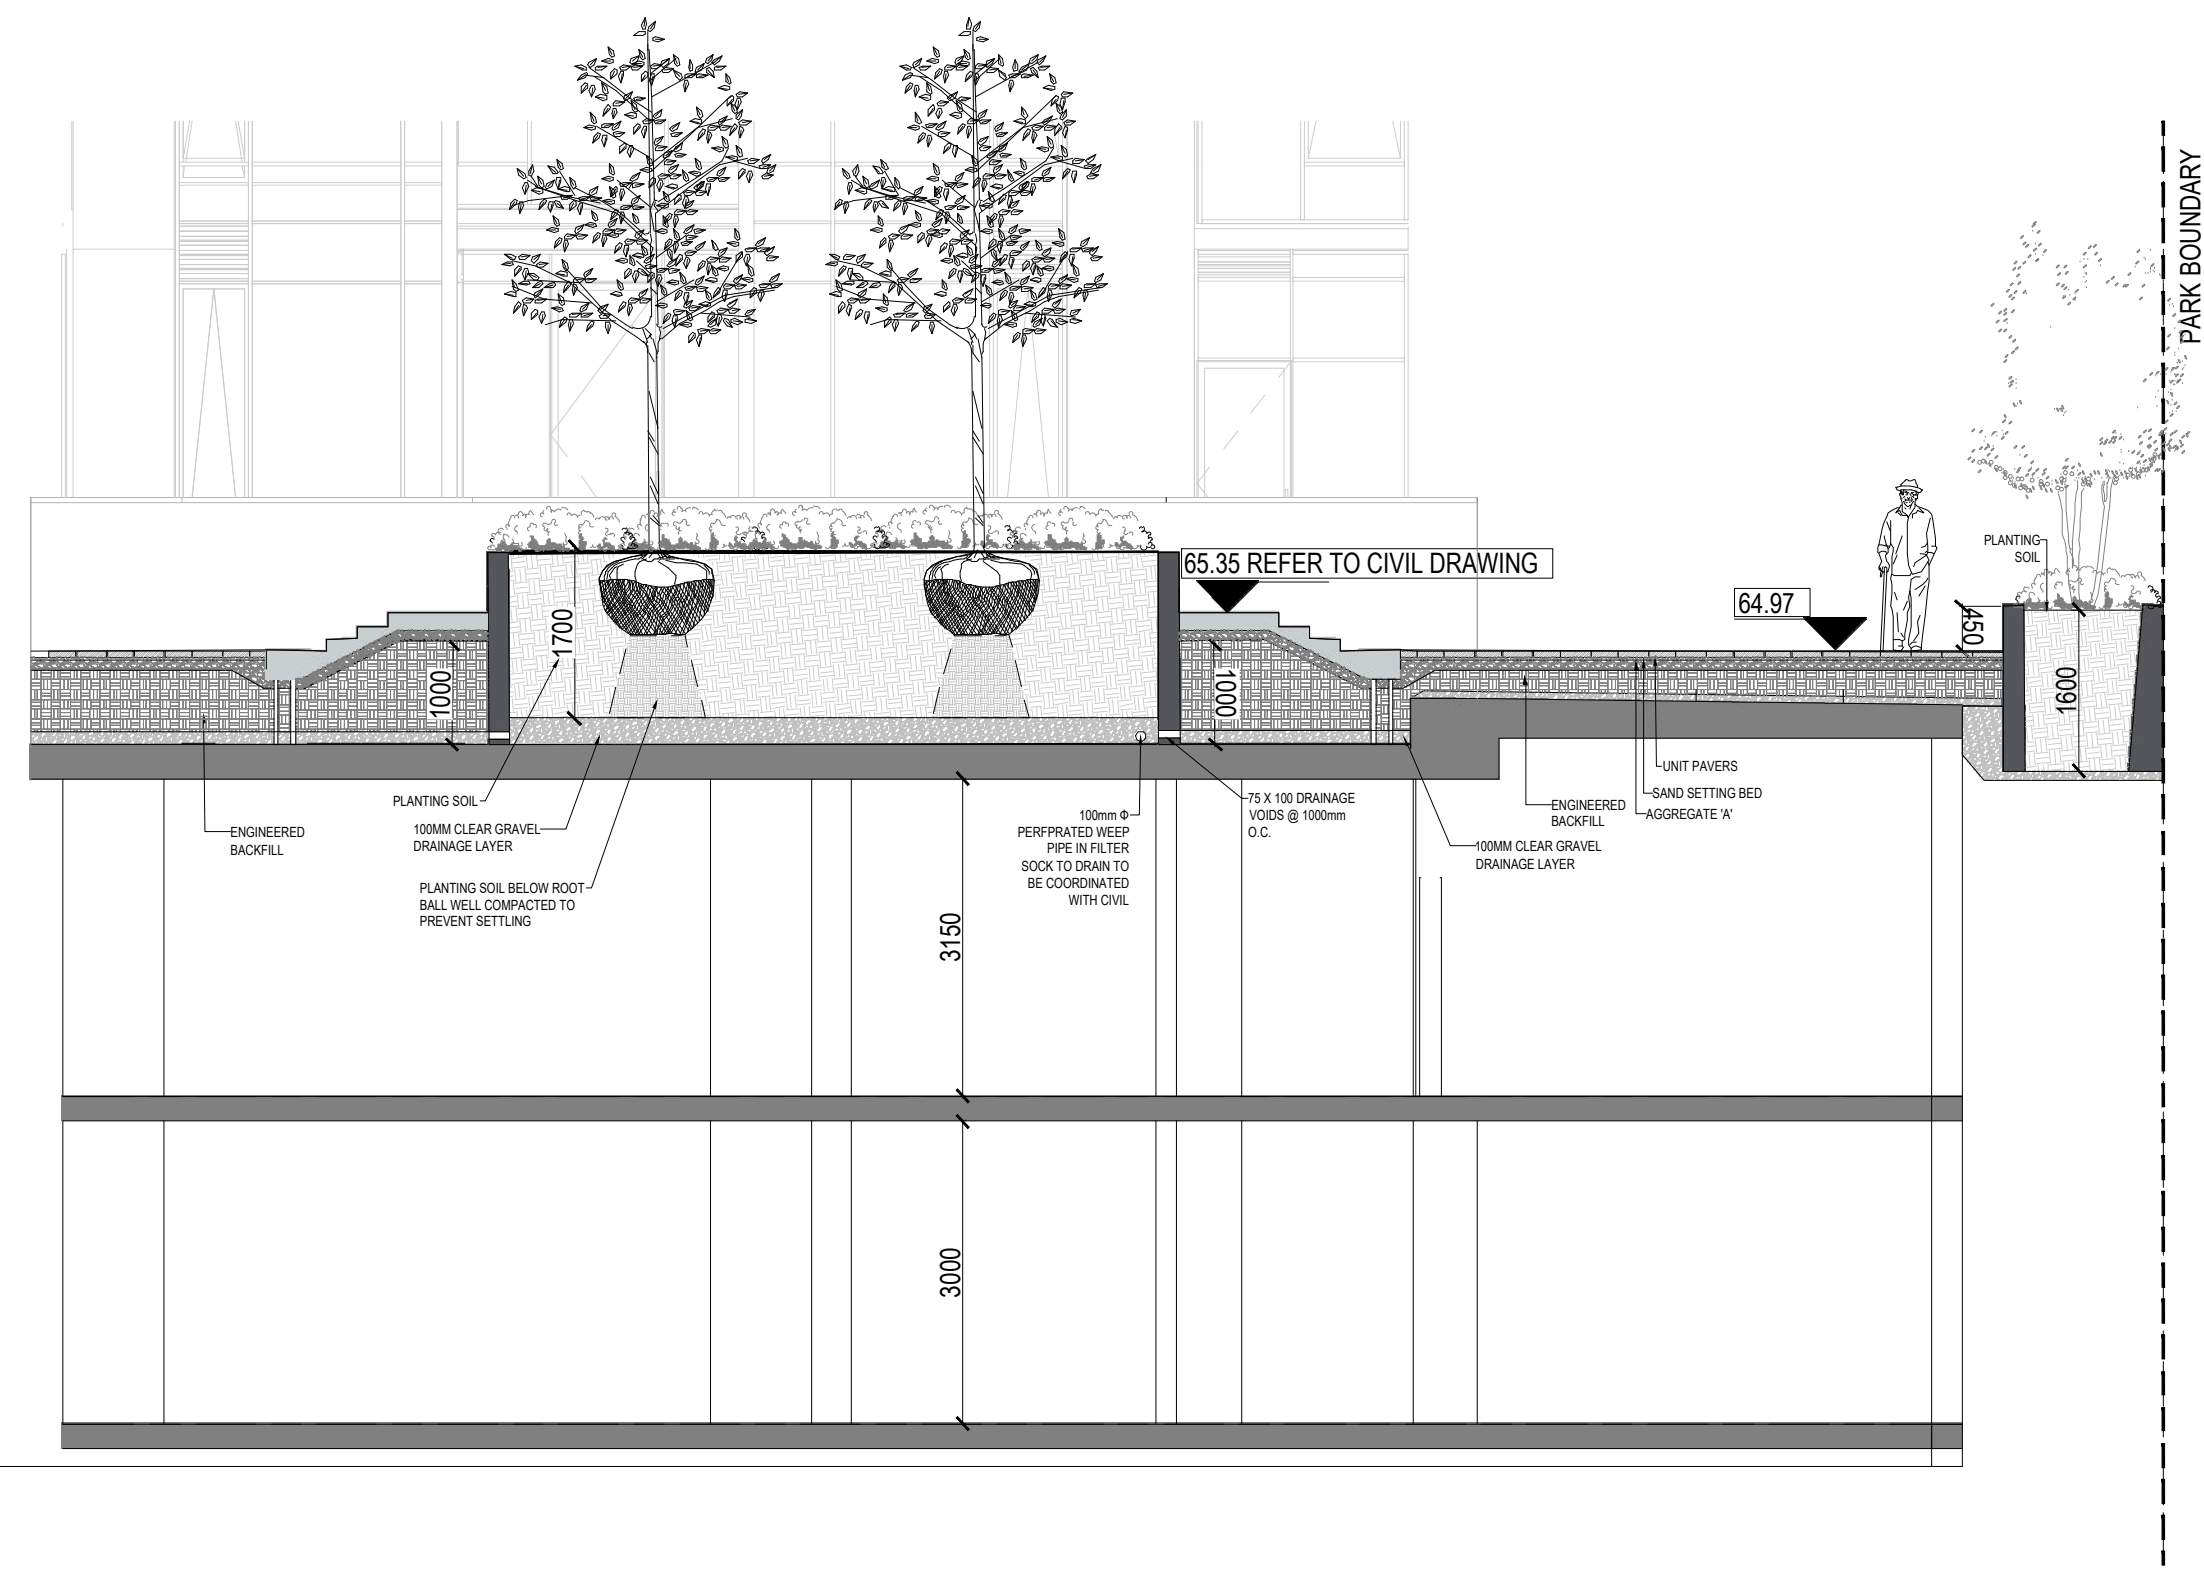 PARK BOUNDARY
65.35 REFER TO CIVIL DRAWING
64.97
PLANTING
SOIL
450
1700
1000
1000
1600
PLANTING SOIL
ENGINEERED
BACKFILL
100MM CLEAR GRAVEL
DRAINAGE LAYER
PLANTING SOIL BELOW ROOT
BALL WELL COMPACTED TO
PREVENT SETTLING
100mm Φ
PERFPRATED WEEP
PIPE IN FILTER
SOCK TO DRAIN TO
BE COORDINATED
WITH CIVIL
75 X 100 DRAINAGE
VOIDS @ 1000mm
O.C.
UNIT PAVERS
SAND SETTING BED
AGGREGATE 'A'
ENGINEERED
BACKFILL
100MM CLEAR GRAVEL
DRAINAGE LAYER
3150
3000